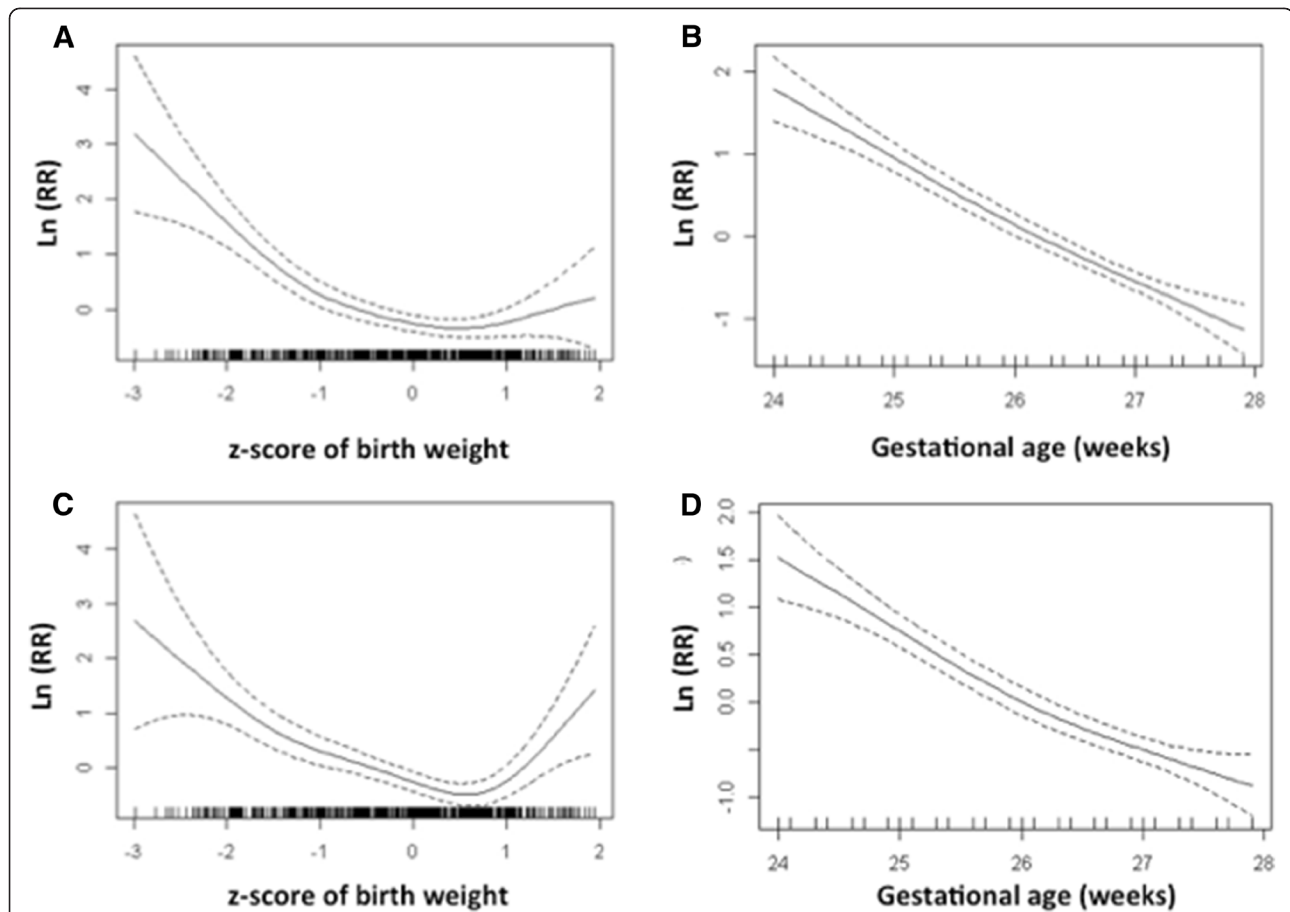 A
Ln (RR)
4
3
2
1
0
-3 -2 -1 0 1 2
z-score of birth weight
B
Ln (RR)
2
1
0
-1
24 25 26 27 28
Gestational age (weeks)
C
Ln (RR)
4
3
2
1
0
-3 -2 -1 0 1 2
z-score of birth weight
D
)
Ln (RR)
2.0
1.5
1.0
0.5
0.0
-1.0
24 25 26 27 28
Gestational age (weeks)